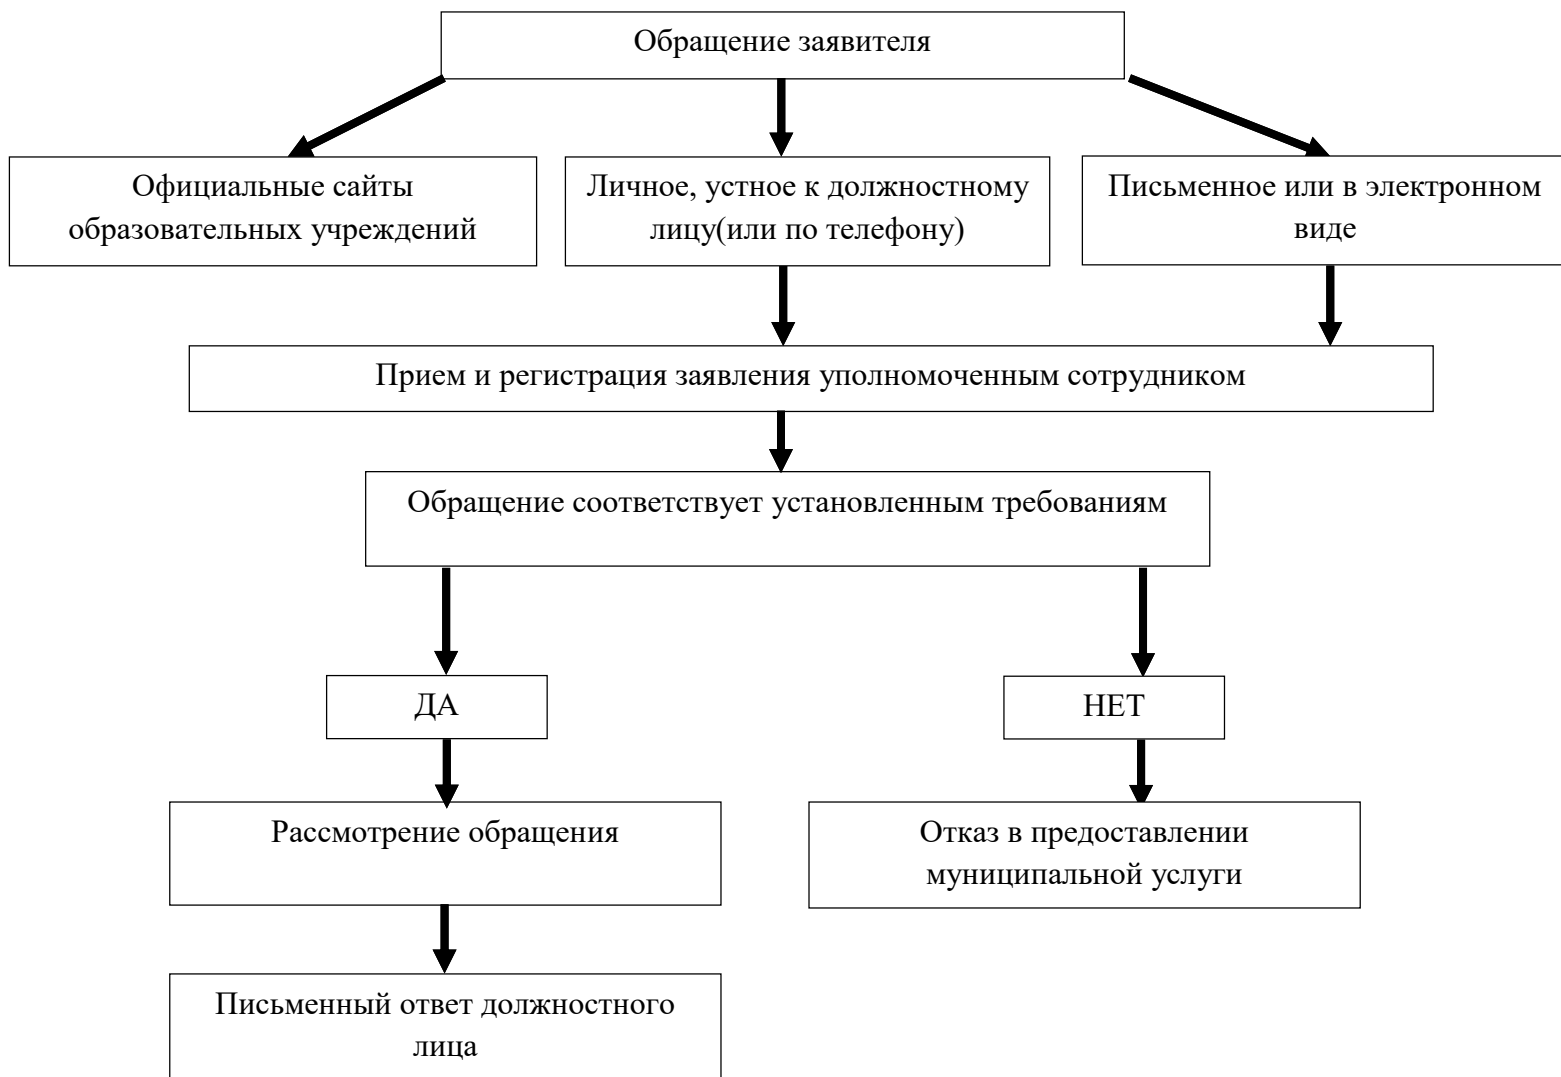 Обращение заявителя
Официальные сайты
образовательных учреждений
Личное, устное к должностному
лицу(или по телефону)
Письменное или в электронном
виде
Прием и регистрация заявления уполномоченным сотрудником
Обращение соответствует установленным требованиям
ДА
НЕТ
Рассмотрение обращения
Отказ в предоставлении
муниципальной услуги
Письменный ответ должностного
лица